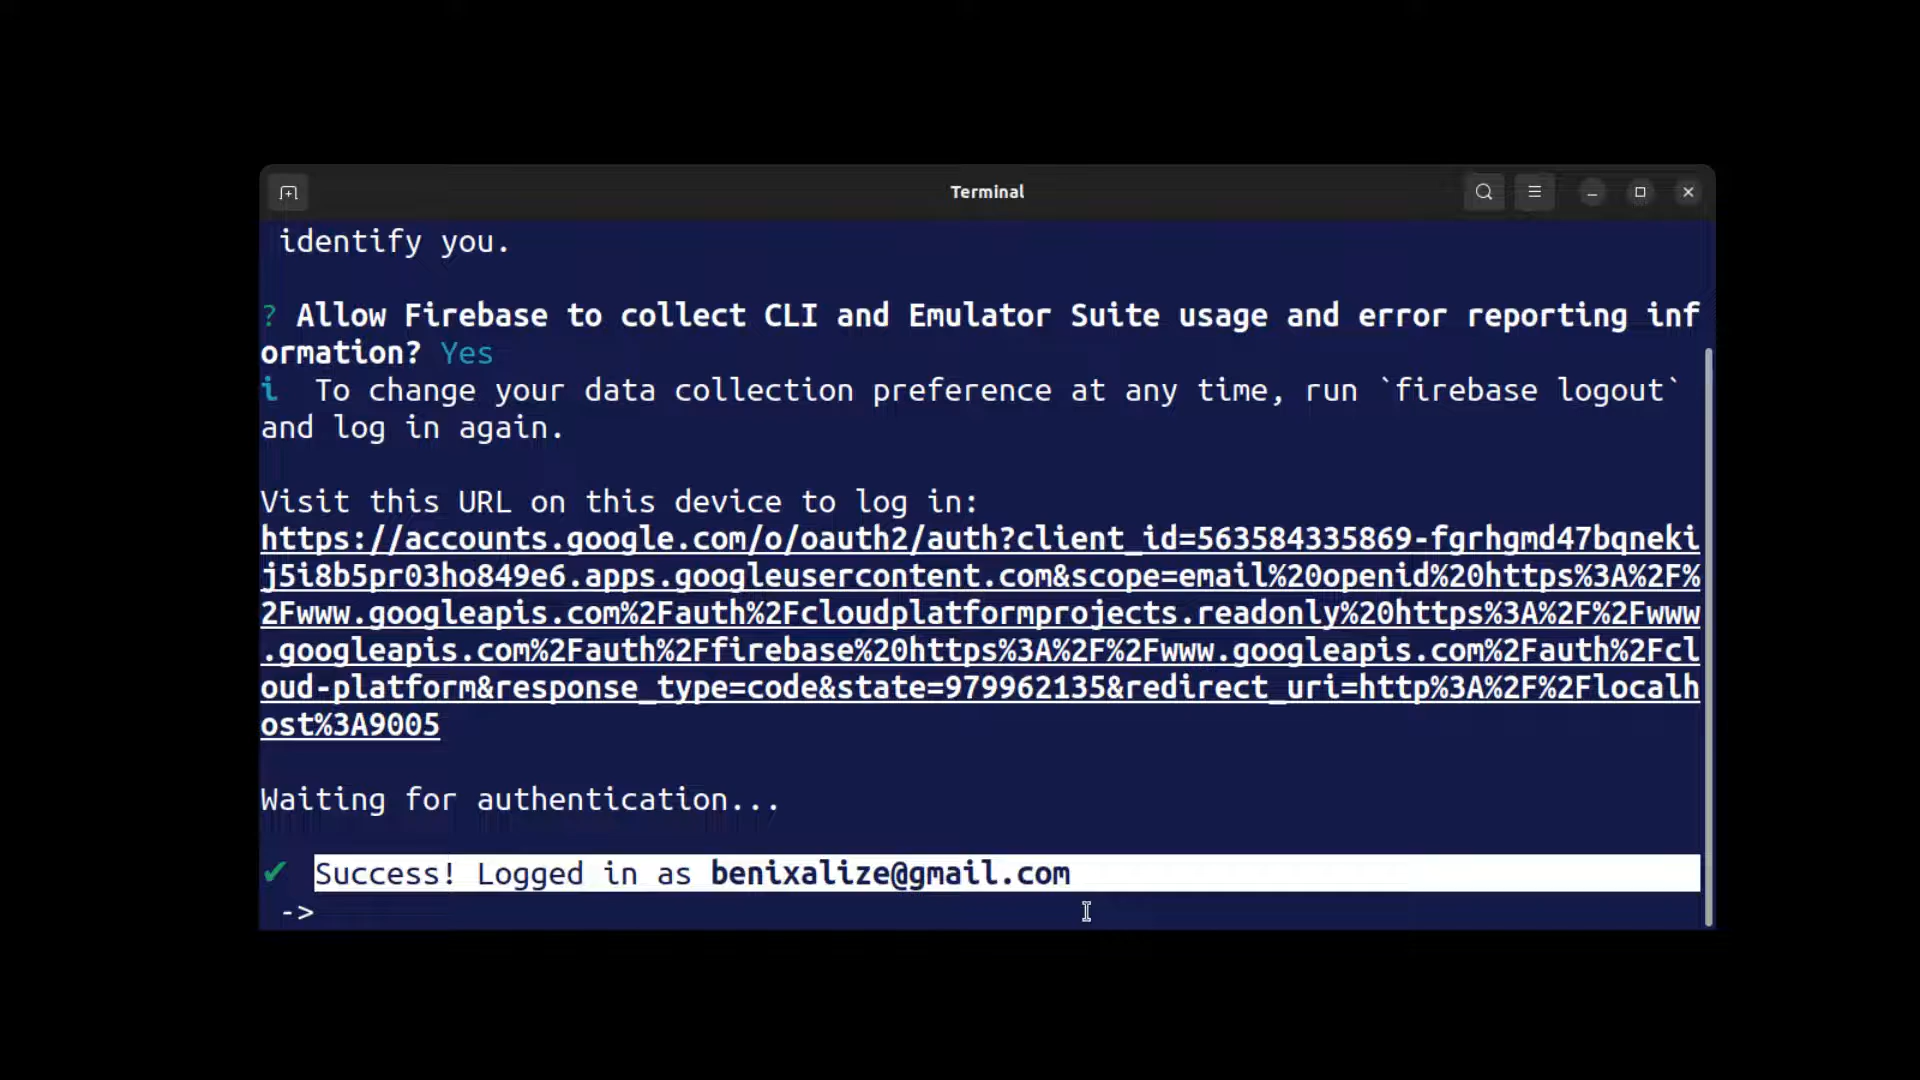 Terminal
identify you.
? Allow Firebase to collect CLI and Emulator Suite usage and error reporting inf
ormation? Yes
i  To change your data collection preference at any time, run `firebase logout`
and log in again.
Visit this URL on this device to log in:
https://accounts.google.com/o/oauth2/auth?client_id=563584335869-fgrhgmd47bqneki
j5i8b5pr03ho849e6.apps.googleusercontent.com&scope=email%20openid%20https%3A%2F%
2Fwww.googleapis.com%2Fauth%2Fcloudplatformprojects.readonly%20https%3A%2F%2Fwww
.googleapis.com%2Fauth%2Ffirebase%20https%3A%2F%2Fwww.googleapis.com%2Fauth%2Fcl
oud-platform&response_type=code&state=979962135&redirect_uri=http%3A%2F%2Flocalh
ost%3A9005
Waiting for authentication...
✔ Success! Logged in as benixalize@gmail.com
->